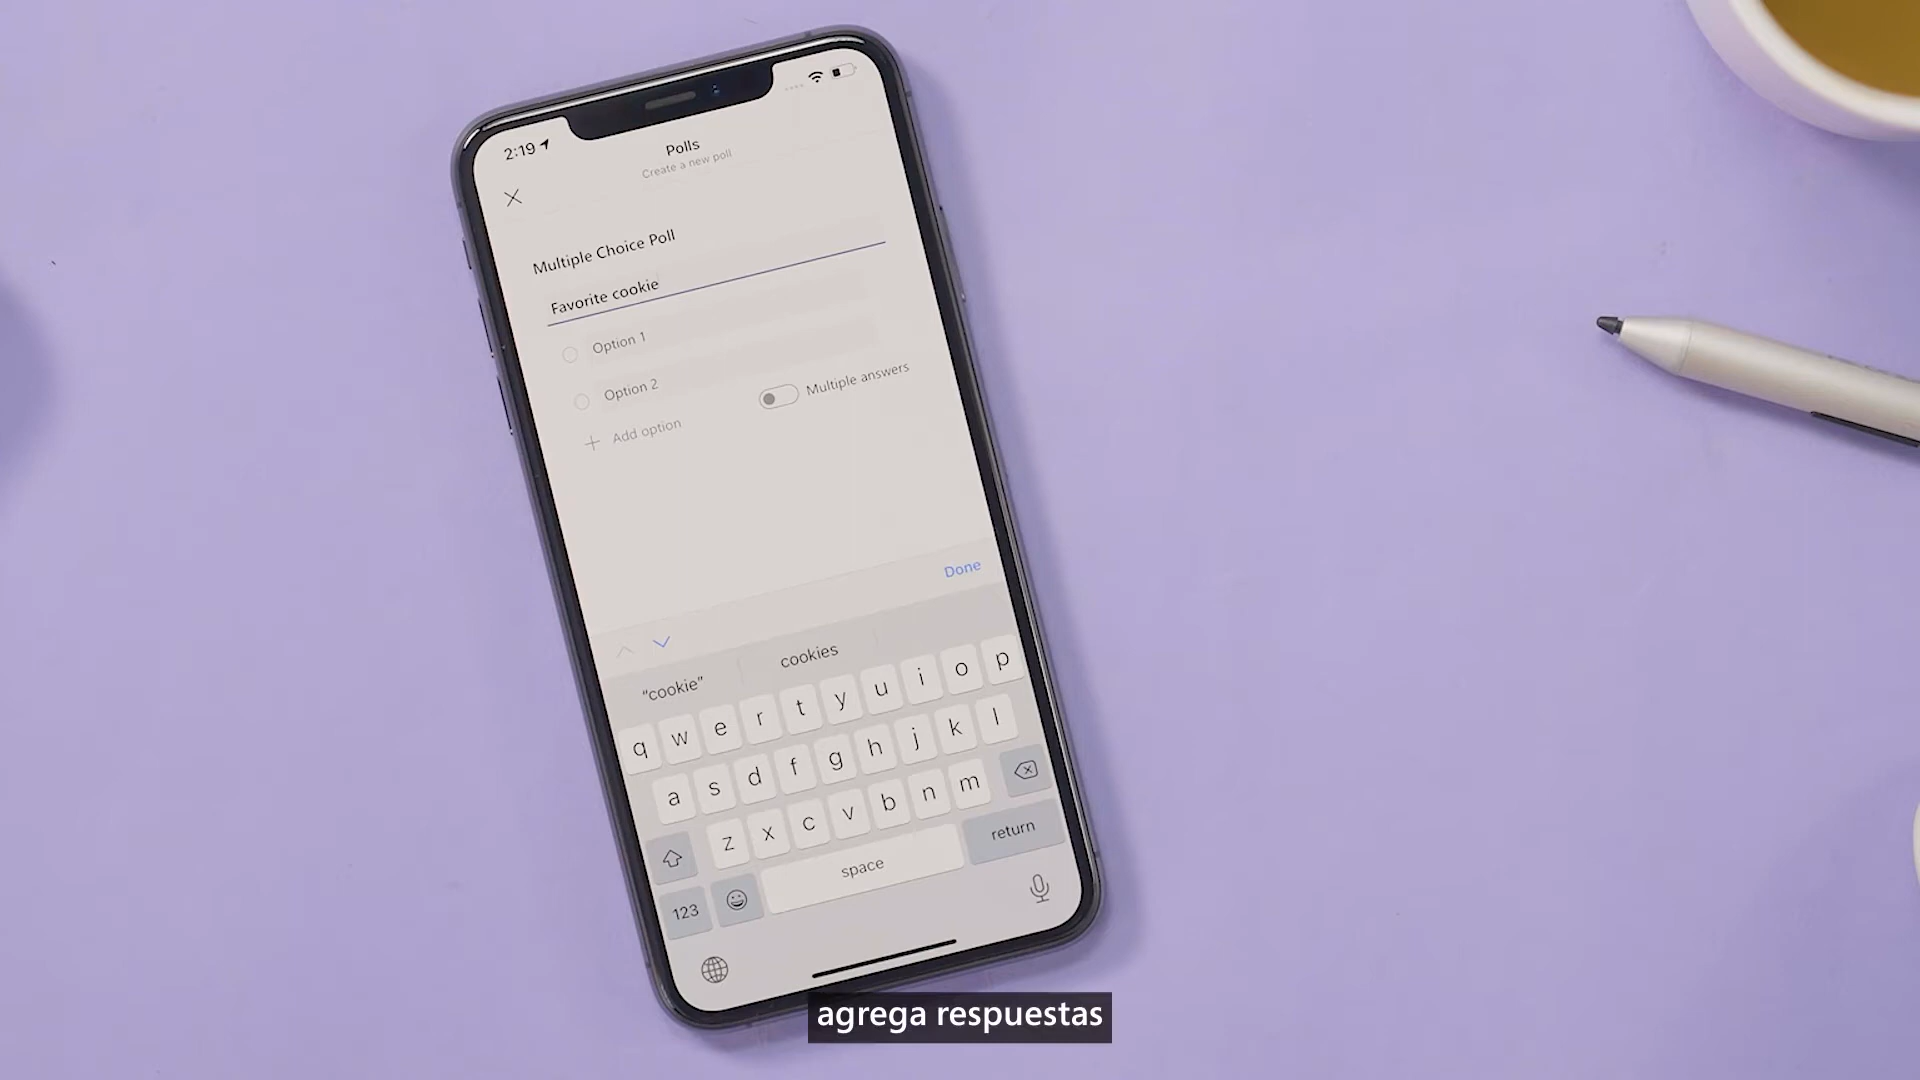 2:19
Polls
Create a new poll
Multiple Choice Poll
Favorite cookie
Option 1
Option 2
Multiple answers
Add option
Done
“cookie”
cookies
q w e r t y u i o p
a s d f g h j k l
z x c v b n m
123
space
return
agrega respuestas